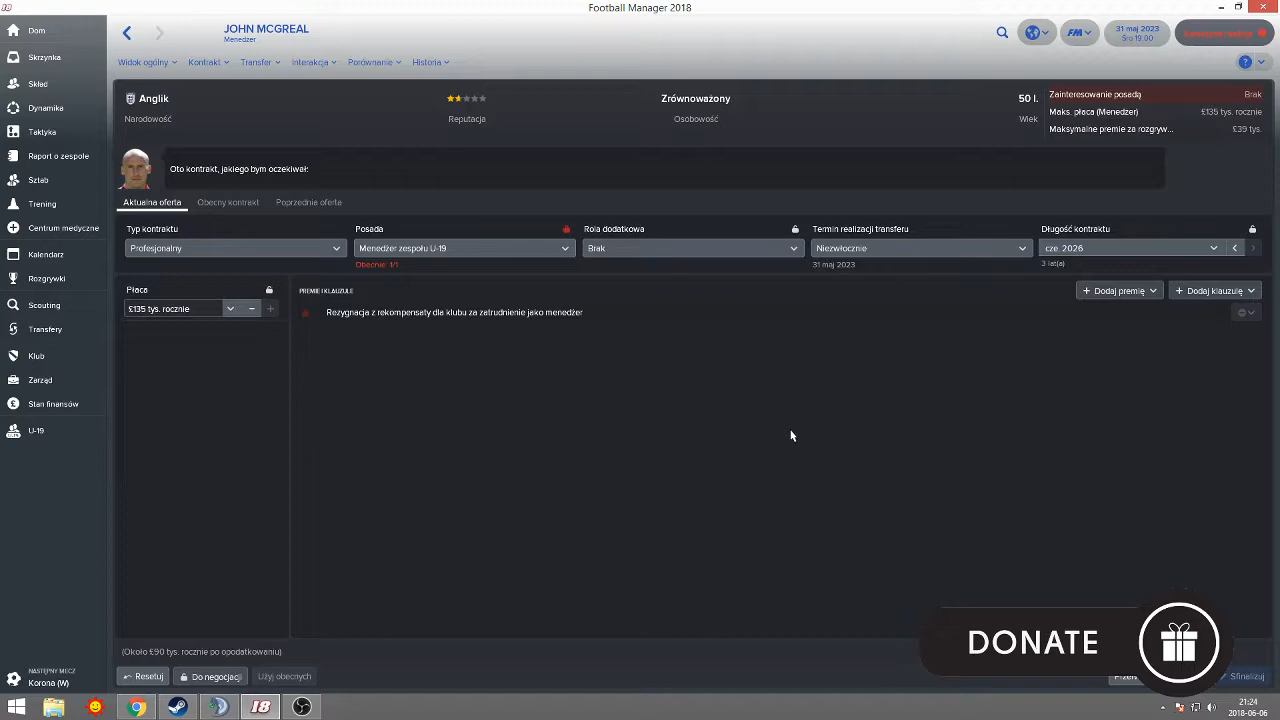 Football Manager 2018
Dom
JOHN MCGREAL
Menedżer
FM
31 maj 2023
Śro 19:00
Widok ogólny
Kontrakt
Transfer
Interakcja
Porównanie
Historia
Skrzynka
Skład
Dynamika
Taktyka
Raport o zespole
Sztab
Trening
Centrum medyczne
Kalendarz
Rozgrywki
Scouting
Transfery
Klub
Zarząd
Stan finansów
U-19
NASTĘPNY MECZ
Korona (W)
Anglik
Narodowość
Reputacja
Zrównoważony
Osobowość
50 l.
Wiek
Zainteresowanie posadą
Brak
Maks. płaca (Menedżer)
£135 tys. rocznie
Maksymalne premie za rozgryw...
£39 tys.
Oto kontrakt, jakiego bym oczekiwał:
Aktualna oferta
Obecny kontrakt
Poprzednia oferta
Typ kontraktu
Profesjonalny
Posada
Menedżer zespołu U-19
Obecnie: 1/1
Rola dodatkowa
Brak
Termin realizacji transferu
Niezwłocznie
31 maj 2023
Długość kontraktu
cze. 2026
3 lat(a)
Płaca
£135 tys. rocznie
PREMIE I KLAUZULE
Dodaj premię
Dodaj klauzulę
Rezygnacja z rekompensaty dla klubu za zatrudnienie jako menedżer
(Około £90 tys. rocznie po opodatkowaniu)
Resetuj
Do negocjacji
Użyj obecnych
DONATE
Sfinalizuj
18
21:24
2018-06-06